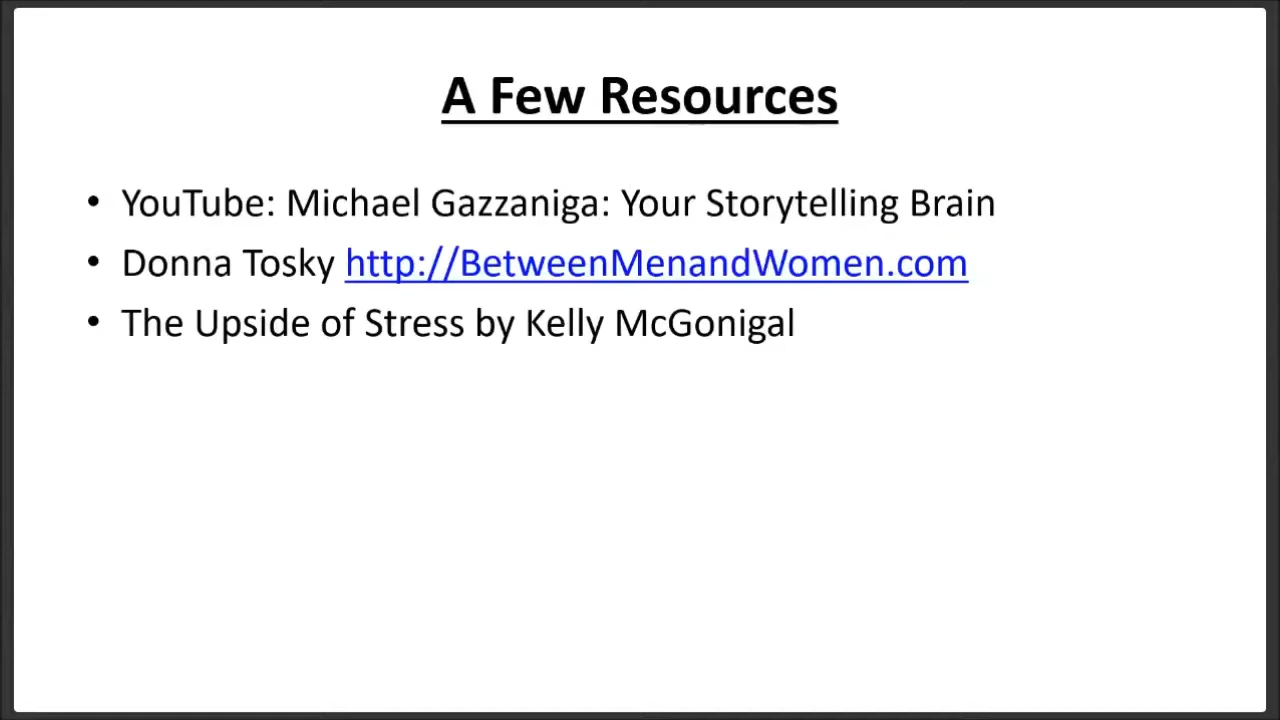 A Few Resources
• YouTube: Michael Gazzaniga: Your Storytelling Brain
• Donna Tosky http://BetweenMenandWomen.com
• The Upside of Stress by Kelly McGonigal